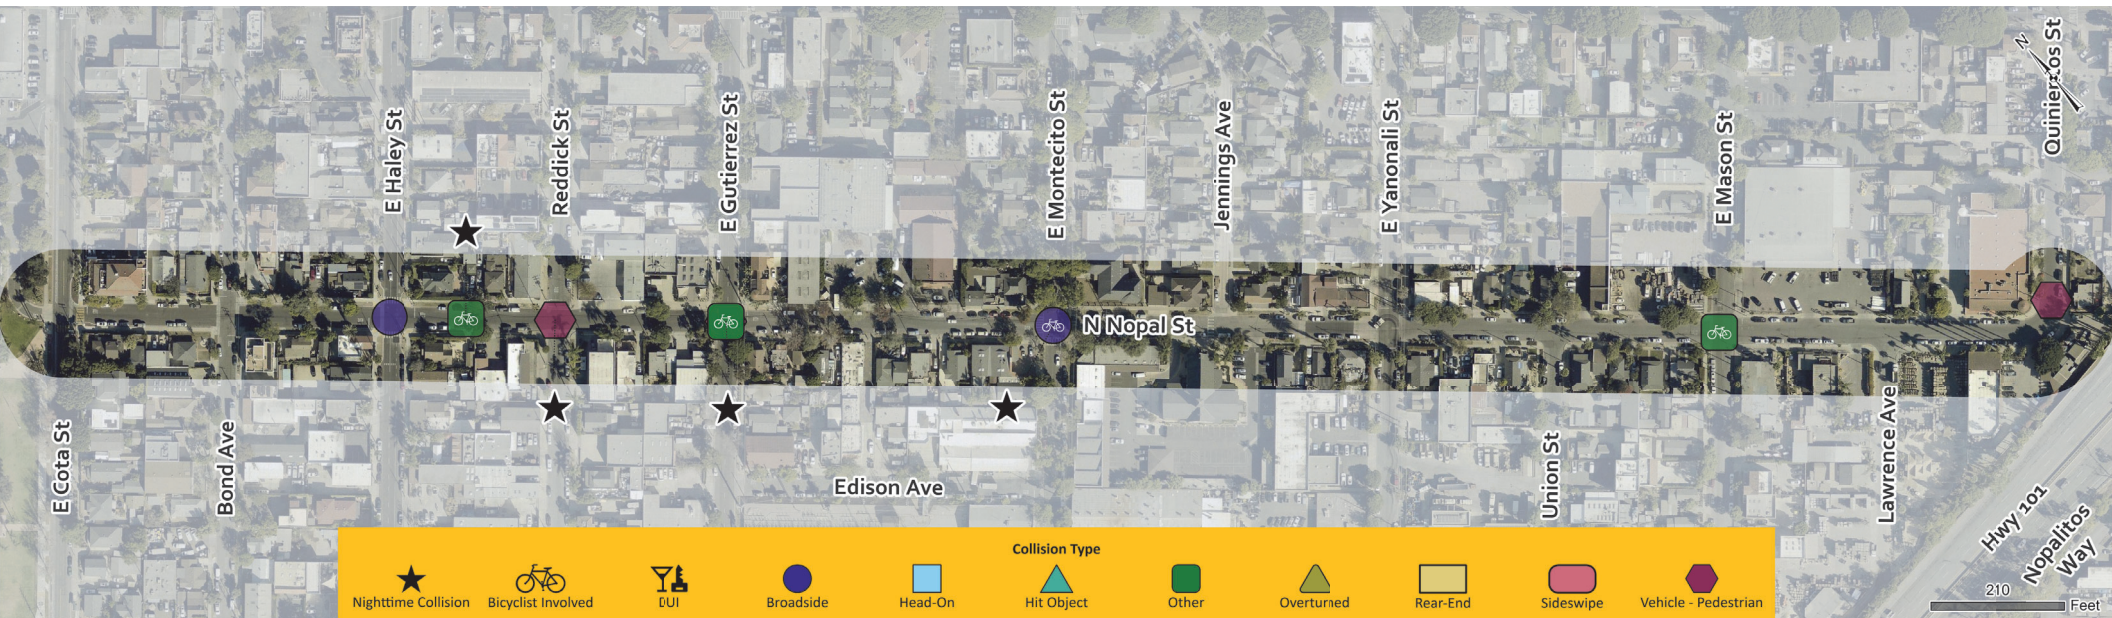 E Haley St
Reddick St
E Gutierrez St
E Montecito St
Jennings Ave
E Yanonali St
E Mason St
Quinientos St
N
N Nopal St
E Cota St
Bond Ave
Edison Ave
Union St
Lawrence Ave
Hwy 101
Nopalitos
Way
Collision Type
Nighttime Collision
Bicyclist Involved
DUI
Broadside
Head-On
Hit Object
Other
Overturned
Rear-End
Sideswipe
Vehicle - Pedestrian
210
Feet